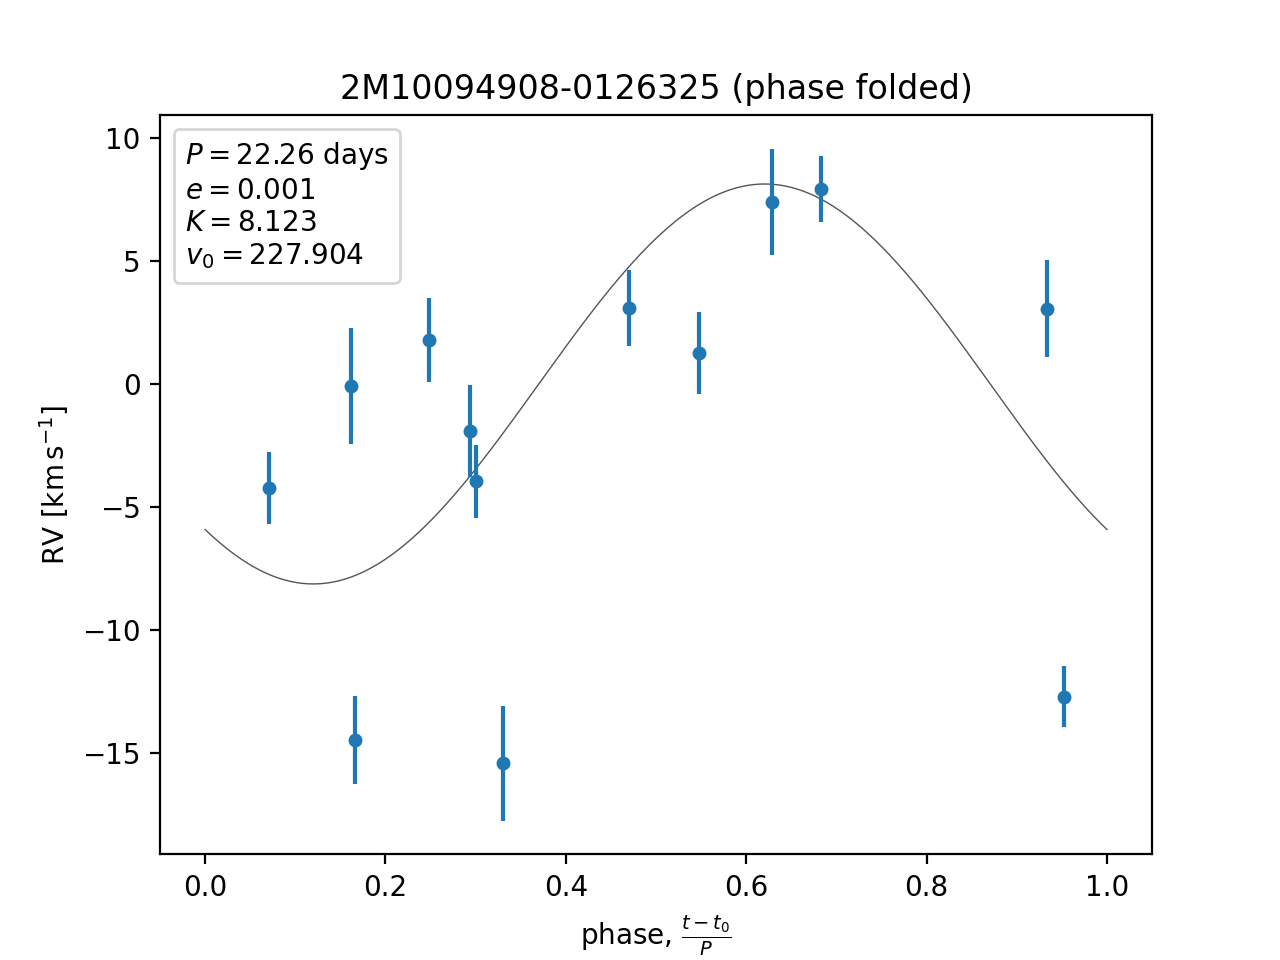 2M10094908-0126325 (phase folded)
P = 22.26 days
e = 0.001
K = 8.123
v₀ = 227.904
10
5
0
−5
−10
−15
RV [km s⁻¹]
0.0 0.2 0.4 0.6 0.8 1.0
phase, (t − t₀)/P